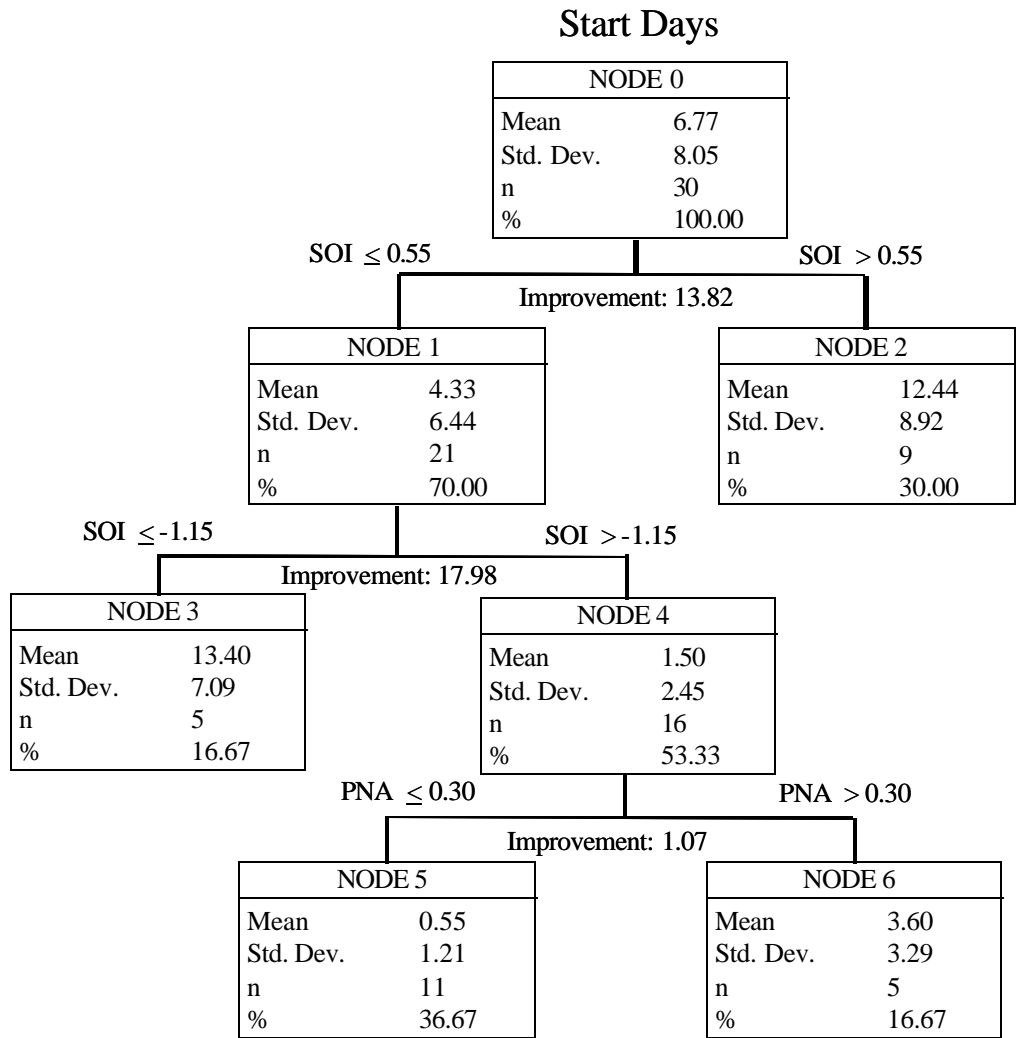 Start Days
NODE 0
Mean 6.77
Std. Dev. 8.05
n 30
% 100.00
SOI ≤ 0.55
SOI > 0.55
Improvement: 13.82
NODE 1
Mean 4.33
Std. Dev. 6.44
n 21
% 70.00
NODE 2
Mean 12.44
Std. Dev. 8.92
n 9
% 30.00
SOI ≤ -1.15
SOI > -1.15
Improvement: 17.98
NODE 3
Mean 13.40
Std. Dev. 7.09
n 5
% 16.67
NODE 4
Mean 1.50
Std. Dev. 2.45
n 16
% 53.33
PNA ≤ 0.30
PNA > 0.30
Improvement: 1.07
NODE 5
Mean 0.55
Std. Dev. 1.21
n 11
% 36.67
NODE 6
Mean 3.60
Std. Dev. 3.29
n 5
% 16.67